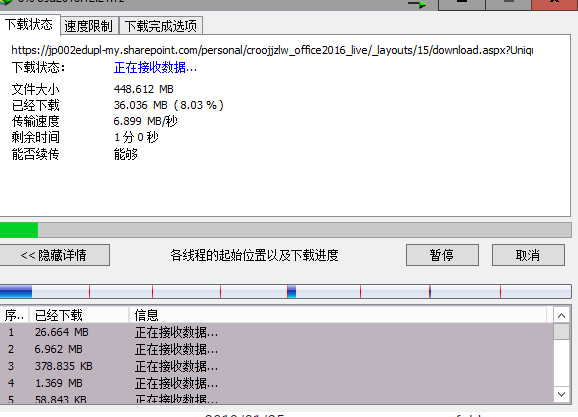 下载状态 速度限制 下载完成选项
https://jp002edupl-my.sharepoint.com/personal/croojjzlw_office2016_live/_layouts/15/download.aspx?Uniqu
下载状态： 正在接收数据...
文件大小 448.612 MB
已经下载 36.036 MB ( 8.03 % )
传输速度 6.899 MB/秒
剩余时间 1 分 0 秒
能否续传 能够
<< 隐藏详情 各线程的起始位置以及下载进度 暂停 取消
序.. 已经下载 信息
1 26.664 MB 正在接收数据...
2 6.962 MB 正在接收数据...
3 378.835 KB 正在接收数据...
4 1.369 MB 正在接收数据...
5 58.843 KB 正在接收数据...